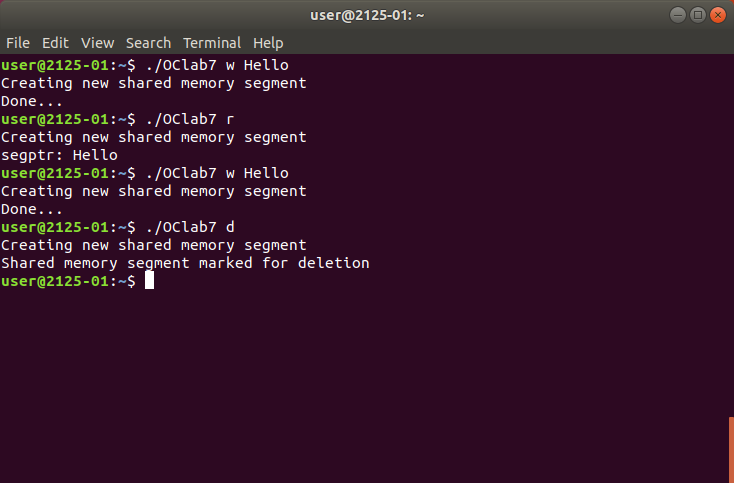 user@2125-01: ~
File Edit View Search Terminal Help
user@2125-01:~$ ./OClab7 w Hello
Creating new shared memory segment
Done...
user@2125-01:~$ ./OClab7 r
Creating new shared memory segment
segptr: Hello
user@2125-01:~$ ./OClab7 w Hello
Creating new shared memory segment
Done...
user@2125-01:~$ ./OClab7 d
Creating new shared memory segment
Shared memory segment marked for deletion
user@2125-01:~$